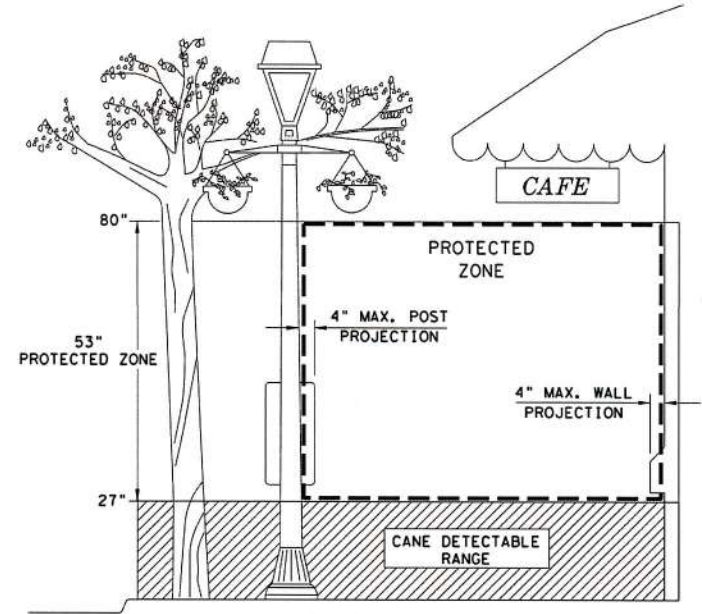 CAFE
80"
PROTECTED
ZONE
4" MAX. POST
PROJECTION
53"
PROTECTED ZONE
4" MAX. WALL
PROJECTION
27"
CANE DETECTABLE
RANGE